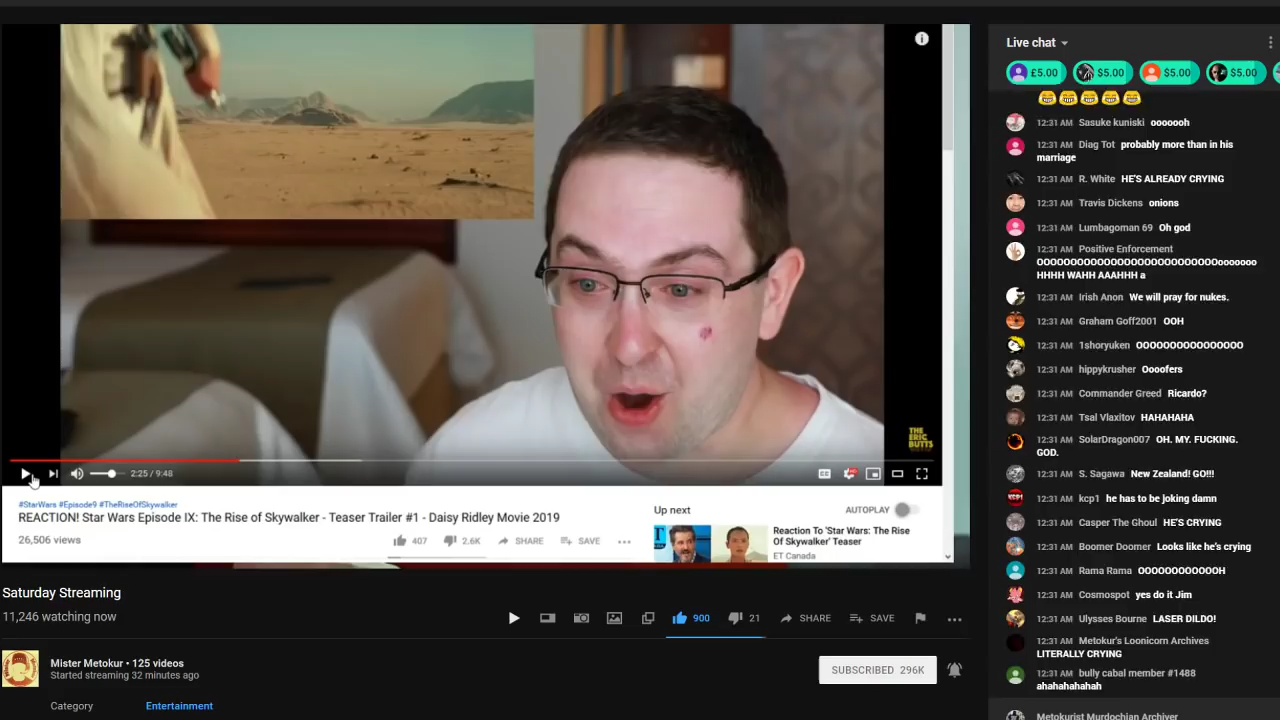 Live chat
£5.00 $5.00 $5.00 $5.00
Sasuke kuniski ooooooh
12:31 AM
12:31 AM Diag Tot probably more than in his
marriage
12:31 AM R. White HE'S ALREADY CRYING
12:31 AM Travis Dickens onions
12:31 AM Lumbagoman 69 Oh god
12:31 AM Positive Enforcement
HHHH WAHH AAAHHH a
12:31 AM Irish Anon We will pray for nukes.
12:31 AM Graham Goff2001 OOH
12:31 AM 1shoryuken OOOOOOOOOOOOOOOO
12:31 AM hippykrusher Oooofers
12:31 AM Commander Greed Ricardo?
12:31 AM Tsal Vlaxitov HAHAHAHA
12:31 AM SolarDragon007 OH. MY. FUCKING.
GOD.
12:31 AM S. Sagawa New Zealand! GO!!!
12:31 AM kcp1 he has to be joking damn
12:31 AM Casper The Ghoul HE'S CRYING
12:31 AM Boomer Doomer Looks like he's crying
12:31 AM Rama Rama OOOOOOOOOOOH
12:31 AM Cosmospot yes do it Jim
12:31 AM Ulysses Bourne LASER DILDO!
12:31 AM Metokur's Loonicorn Archives
LITERALLY CRYING
12:31 AM bully cabal member #1488
ahahahahahah
Metokurist Murdochian Archiver
THE
ERIC
BUTTS
2:25 / 9:48
#StarWars #Episode9 #TheRiseOfSkywalker
REACTION! Star Wars Episode IX: The Rise of Skywalker - Teaser Trailer #1 - Daisy Ridley Movie 2019
26,506 views
407 2.6K SHARE SAVE
Up next AUTOPLAY
Reaction To 'Star Wars: The Rise
Of Skywalker' Teaser
ET Canada
Saturday Streaming
11,246 watching now
900 21 SHARE SAVE
Mister Metokur • 125 videos
Started streaming 32 minutes ago
SUBSCRIBED 296K
Category Entertainment